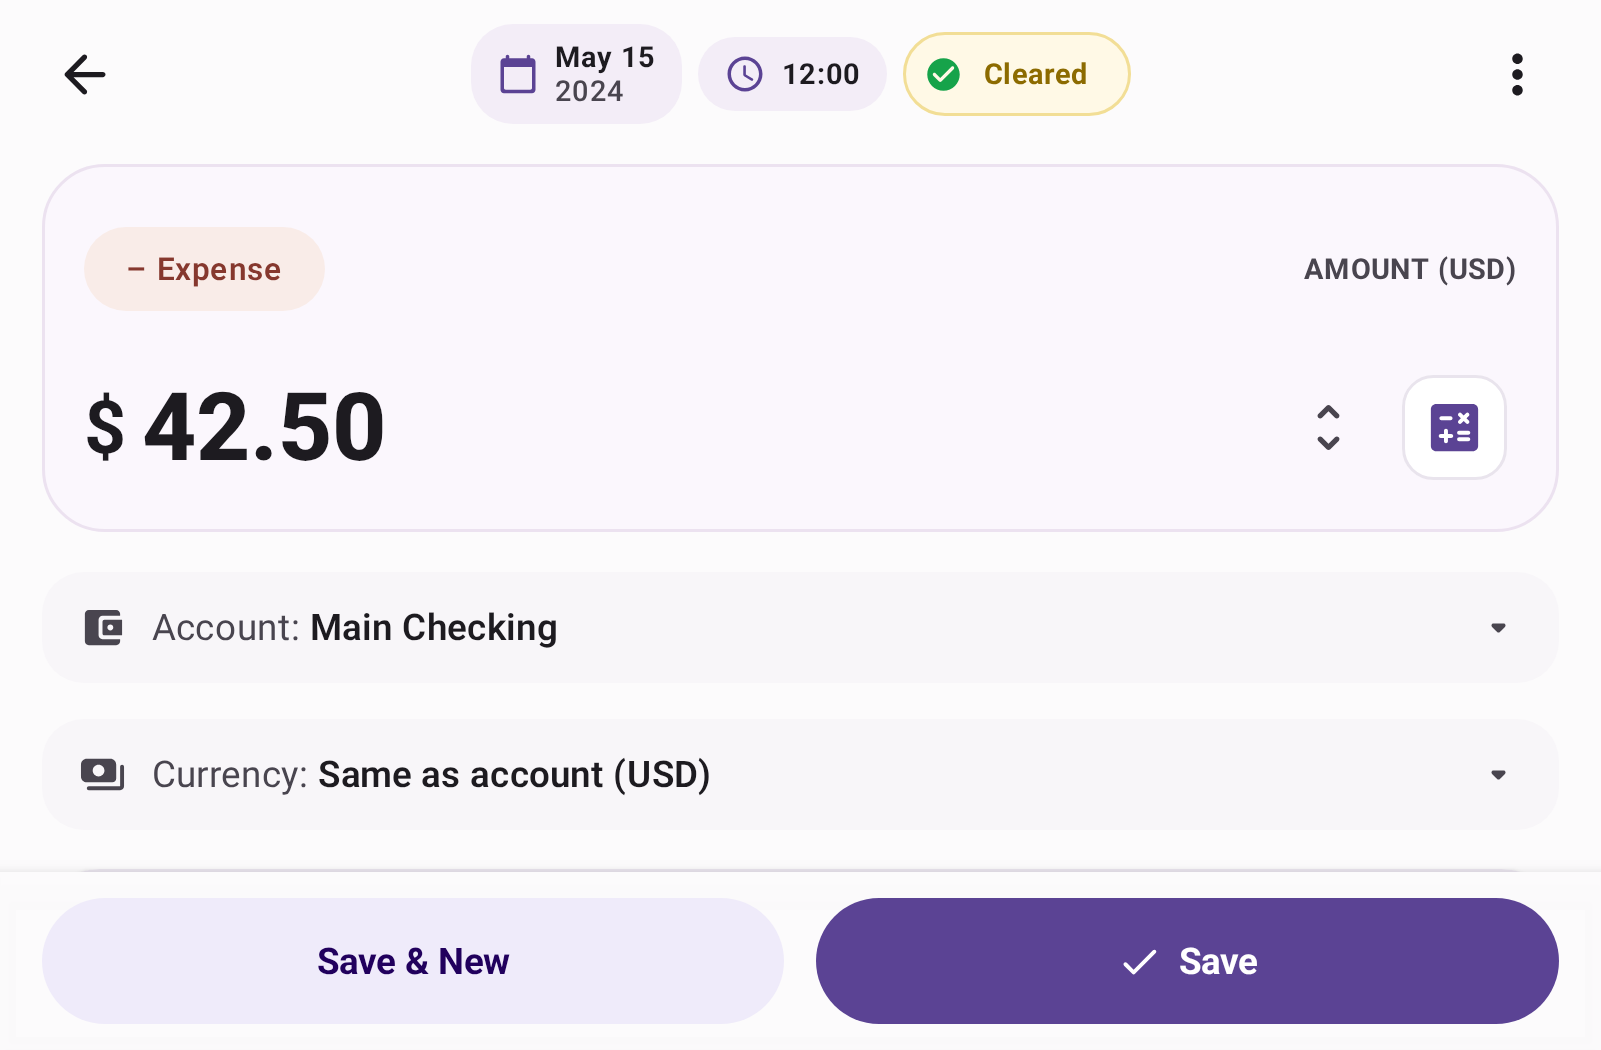 May 15
2024
12:00
Cleared
– Expense
AMOUNT (USD)
$ 42.50
Account: Main Checking
Currency: Same as account (USD)
Save & New
Save